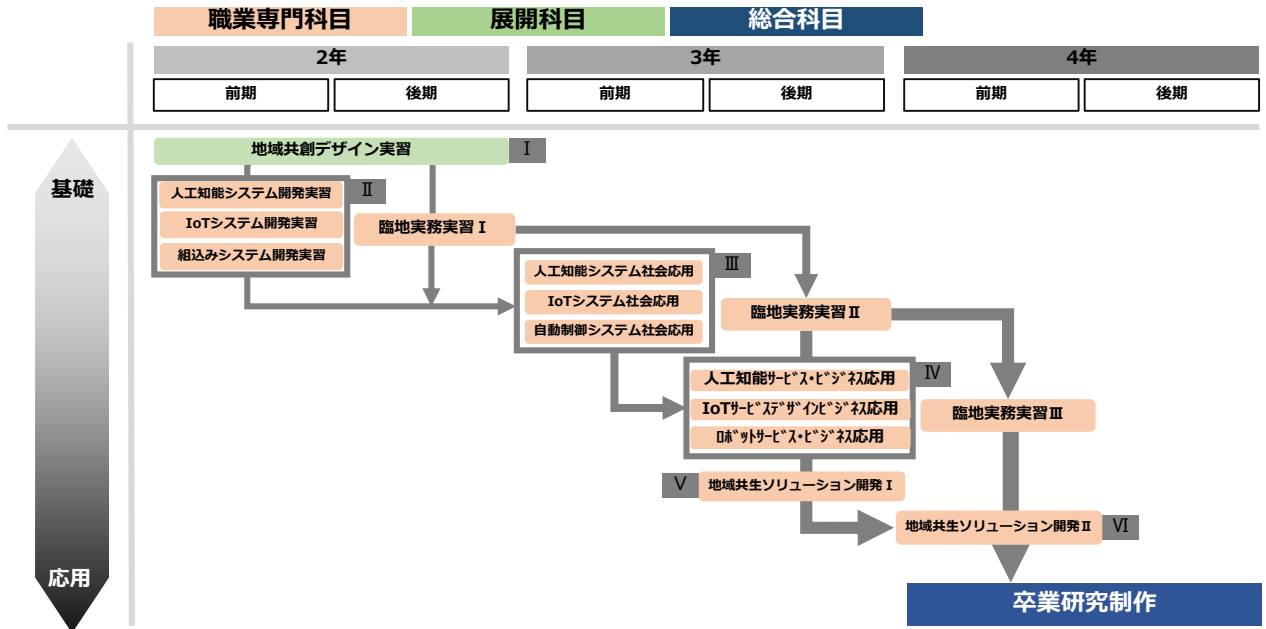 職業専門科目
展開科目
総合科目
2年
3年
4年
前期
後期
前期
後期
前期
後期
基礎
応用
地域共創デザイン実習
Ⅰ
人工知能システム開発実習
Ⅱ
IoTシステム開発実習
組込みシステム開発実習
臨地実務実習Ⅰ
人工知能システム社会応用
Ⅲ
IoTシステム社会応用
自動制御システム社会応用
臨地実務実習Ⅱ
人工知能ｻｰﾋﾞｽ・ﾋﾞｼﾞﾈｽ応用
Ⅳ
IoTｻｰﾋﾞｽﾃﾞｻﾞｲﾝﾋﾞｼﾞﾈｽ応用
ﾛﾎﾞｯﾄｻｰﾋﾞｽ・ﾋﾞｼﾞﾈｽ応用
臨地実務実習Ⅲ
Ⅴ
地域共生ソリューション開発Ⅰ
地域共生ソリューション開発Ⅱ
Ⅵ
卒業研究制作